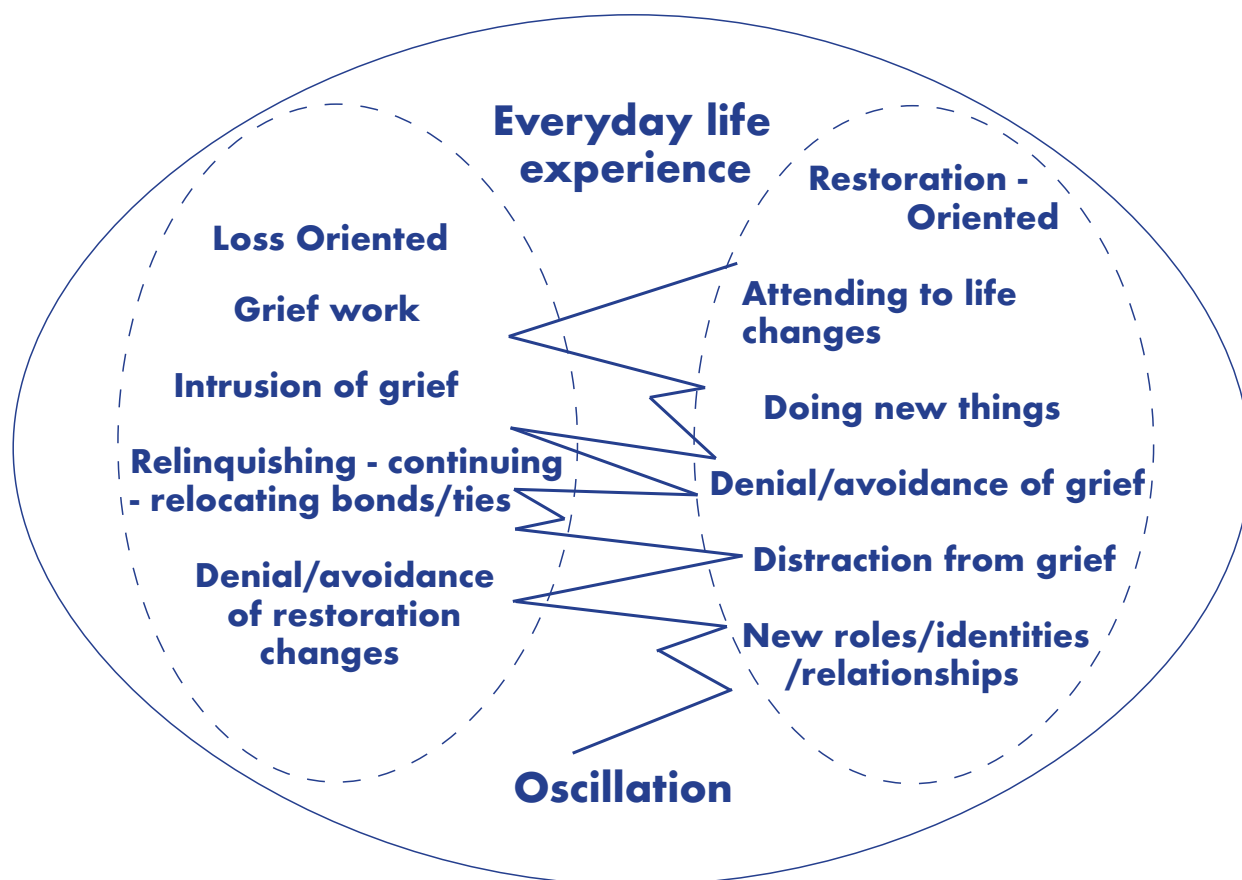 Everyday life
experience
Loss Oriented
Grief work
Intrusion of grief
Relinquishing - continuing
- relocating bonds/ties
Denial/avoidance
of restoration
changes
Restoration -
Oriented
Attending to life
changes
Doing new things
Denial/avoidance of grief
Distraction from grief
New roles/identities
/relationships
Oscillation